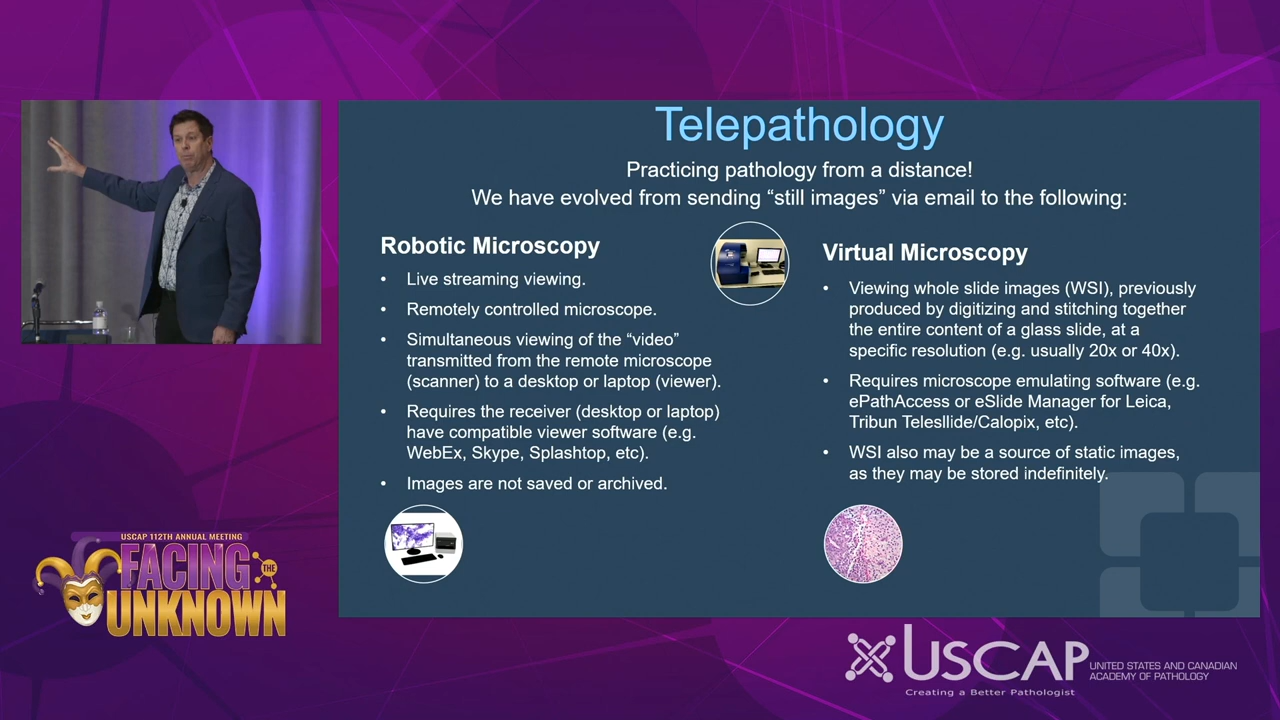 Telepathology
Practicing pathology from a distance!
We have evolved from sending “still images” via email to the following:
Robotic Microscopy
• Live streaming viewing.
• Remotely controlled microscope.
• Simultaneous viewing of the “video”
transmitted from the remote microscope
(scanner) to a desktop or laptop (viewer).
• Requires the receiver (desktop or laptop)
have compatible viewer software (e.g.
WebEx, Skype, Splashtop, etc).
• Images are not saved or archived.
Virtual Microscopy
• Viewing whole slide images (WSI), previously
produced by digitizing and stitching together
the entire content of a glass slide, at a
specific resolution (e.g. usually 20x or 40x).
• Requires microscope emulating software (e.g.
ePathAccess or eSlide Manager for Leica,
Tribun Telesllide/Calopix, etc).
• WSI also may be a source of static images,
as they may be stored indefinitely.
USCAP 112TH ANNUAL MEETING
FACING THE
UNKNOWN
USCAP
UNITED STATES AND CANADIAN
ACADEMY OF PATHOLOGY
Creating a Better Pathologist